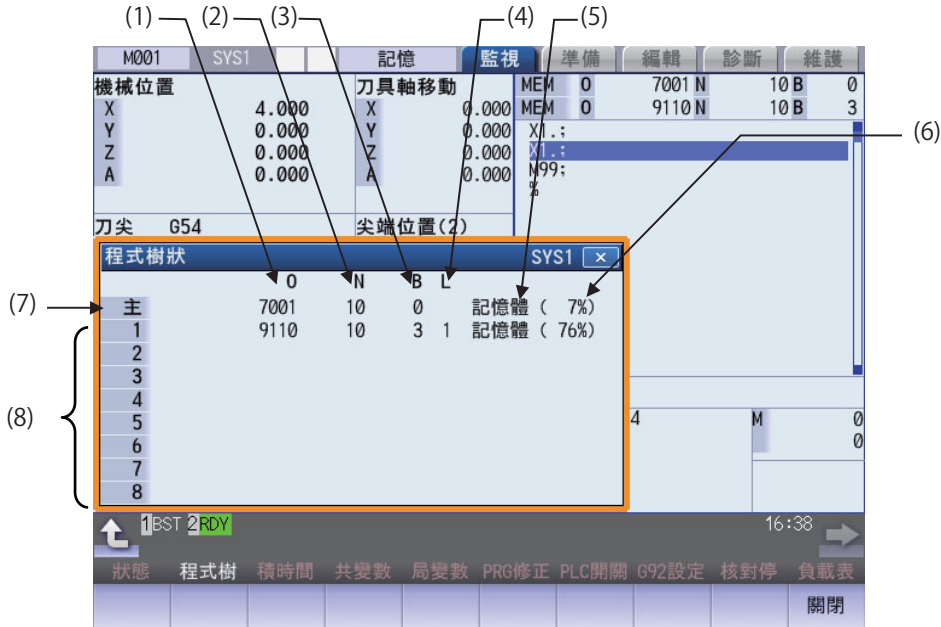 (1) (2) (3) (4) (5)
M001 SYS1 記憶 監視 準備 編輯 診斷 維護
機械位置 刀具軸移動 MEM O 7001 N 10 B 0
X 4.000 X 0.000 MEM O 9110 N 10 B 3
Y 0.000 Y 0.000 X1.;
Z 0.000 Z 0.000 X1.;
A 0.000 A 0.000 M99;
%
(6)
刀尖 G54 尖端位置(2)
程式樹狀 SYS1 ×
O N B L
(7) 主 7001 10 0 記憶體 ( 7%)
1 9110 10 3 1 記憶體 ( 76%)
2
3
4
(8) 5 4 M 0
6 0
7
8
1BST 2RDY 16:38
狀態 程式樹 積時間 共變數 局變數 PRG修正 PLC開關 G92設定 核對停 負載表
關閉